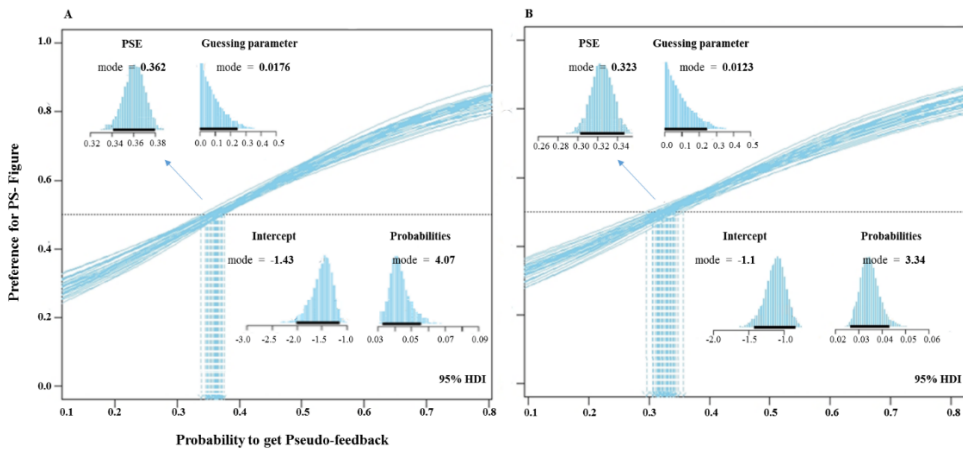 A
PSE
Guessing parameter
mode = 0.362
mode = 0.0176
0.32 0.34 0.36 0.38
0.0 0.1 0.2 0.3 0.5
Intercept
Probabilities
mode = -1.43
mode = 4.07
-3.0 -2.0 -1.5 -1.0
0.03 0.05 0.07 0.09
95% HDI
1.0
0.8
0.6
0.4
0.2
0.0
Preference for PS- Figure
0.1 0.2 0.3 0.4 0.5 0.6 0.7 0.8
Probability to get Pseudo-feedback
B
PSE
Guessing parameter
mode = 0.323
mode = 0.0123
0.26 0.28 0.30 0.32 0.34
0.0 0.1 0.2 0.3 0.5
Intercept
Probabilities
mode = -1.1
mode = 3.34
-2.0 -1.5 -1.0
0.02 0.03 0.04 0.05 0.06
95% HDI
0.1 0.2 0.3 0.4 0.5 0.6 0.7 0.8